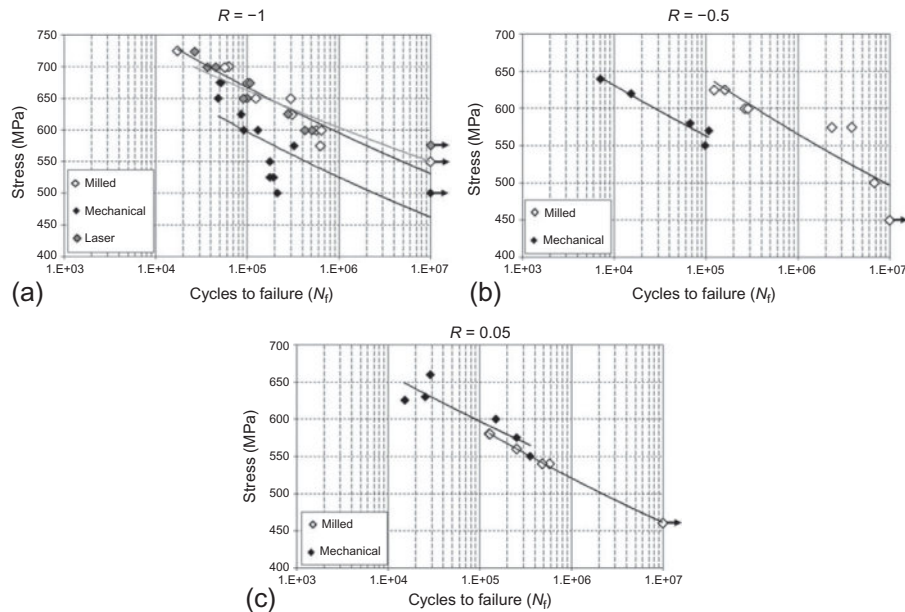 R = −1
750
700
650
600
550
500
450
400
Stress (MPa)
Milled
Mechanical
Laser
1.E+03
1.E+04
1.E+05
1.E+06
1.E+07
Cycles to failure (Nf)
(a)
R = −0.5
700
650
600
550
500
450
400
Stress (MPa)
Milled
Mechanical
1.E+03
1.E+04
1.E+05
1.E+06
1.E+07
Cycles to failure (Nf)
(b)
R = 0.05
700
650
600
550
500
450
400
Stress (MPa)
Milled
Mechanical
1.E+03
1.E+04
1.E+05
1.E+06
1.E+07
Cycles to failure (Nf)
(c)